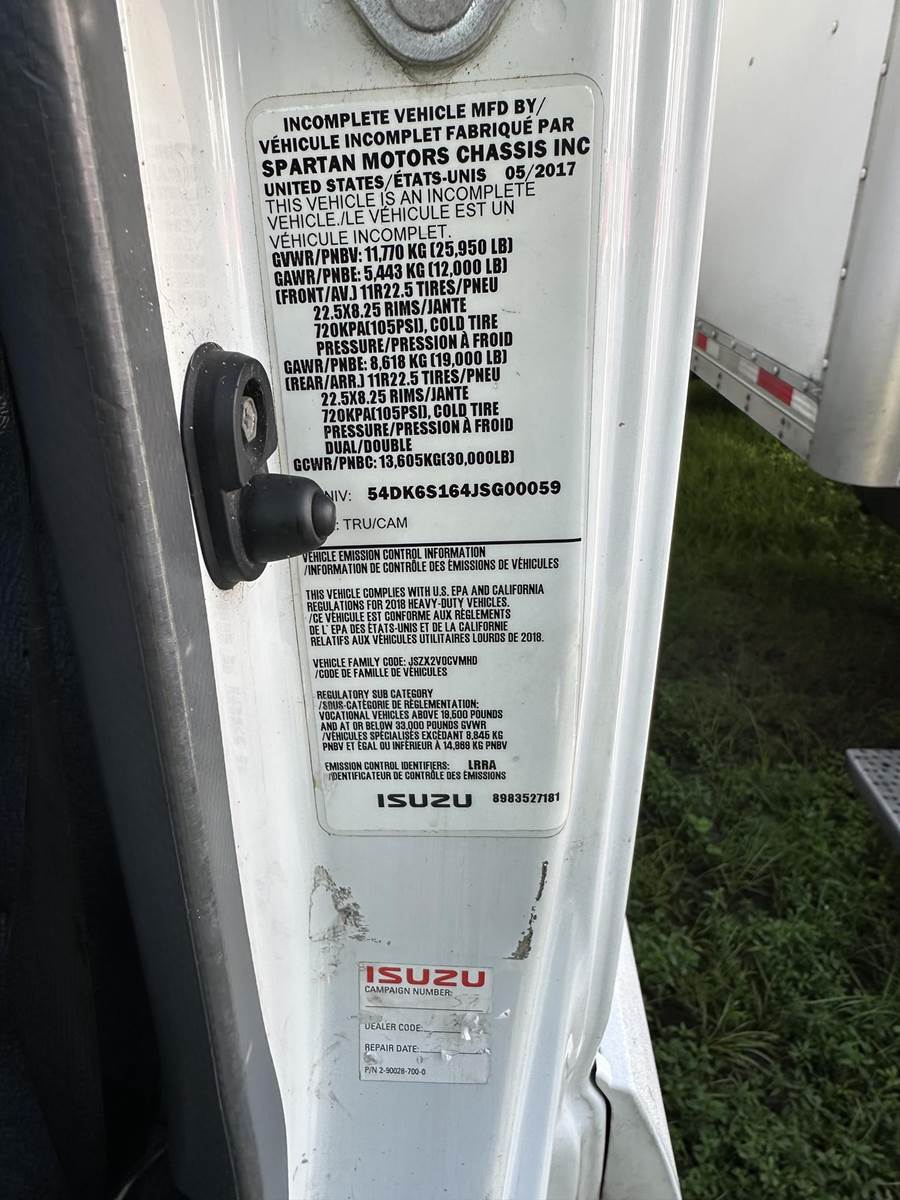 INCOMPLETE VEHICLE MFD BY/
VÉHICULE INCOMPLET FABRIQUÉ PAR
SPARTAN MOTORS CHASSIS INC
UNITED STATES/ÉTATS-UNIS 05/2017
THIS VEHICLE IS AN INCOMPLETE
VEHICLE./LE VÉHICULE EST UN
VÉHICULE INCOMPLET.
GVWR/PNBV: 11,770 KG (25,950 LB)
GAWR/PNBE: 5,443 KG (12,000 LB)
(FRONT/AV.) 11R22.5 TIRES/PNEU
22.5X8.25 RIMS/JANTE
720KPA(105PSI), COLD TIRE
PRESSURE/PRESSION À FROID
GAWR/PNBE: 8,618 KG (19,000 LB)
(REAR/ARR.) 11R22.5 TIRES/PNEU
22.5X8.25 RIMS/JANTE
720KPA(105PSI), COLD TIRE
PRESSURE/PRESSION À FROID
DUAL/DOUBLE
GCWR/PNBC: 13,605KG(30,000LB)
NIV: 54DK6S164JSG00059
: TRU/CAM
VEHICLE EMISSION CONTROL INFORMATION
/INFORMATION DE CONTRÔLE DES ÉMISSIONS DE VÉHICULES
THIS VEHICLE COMPLIES WITH U.S. EPA AND CALIFORNIA
REGULATIONS FOR 2018 HEAVY-DUTY VEHICLES.
/CE VÉHICULE EST CONFORME AUX RÈGLEMENTS
DE L' EPA DES ÉTATS-UNIS ET DE LA CALIFORNIE
RELATIFS AUX VÉHICULES UTILITAIRES LOURDS DE 2018.
VEHICLE FAMILY CODE: JSZX2VOCVMHD
/CODE DE FAMILLE DE VÉHICULES
REGULATORY SUB CATEGORY
/SOUS-CATÉGORIE DE RÈGLEMENTATION:
VOCATIONAL VEHICLES ABOVE 19,500 POUNDS
AND AT OR BELOW 33,000 POUNDS GVWR
/VÉHICULES SPÉCIALISÉS EXCÉDANT 8,845 KG
PNBV ET ÉGAL OU INFÉRIEUR À 14,969 KG PNBV
EMISSION CONTROL IDENTIFIERS: LRRA
/IDENTIFICATEUR DE CONTRÔLE DES ÉMISSIONS
ISUZU 8983527181
ISUZU
CAMPAIGN NUMBER:
DEALER CODE:
REPAIR DATE:
P/N 2-90028-700-0